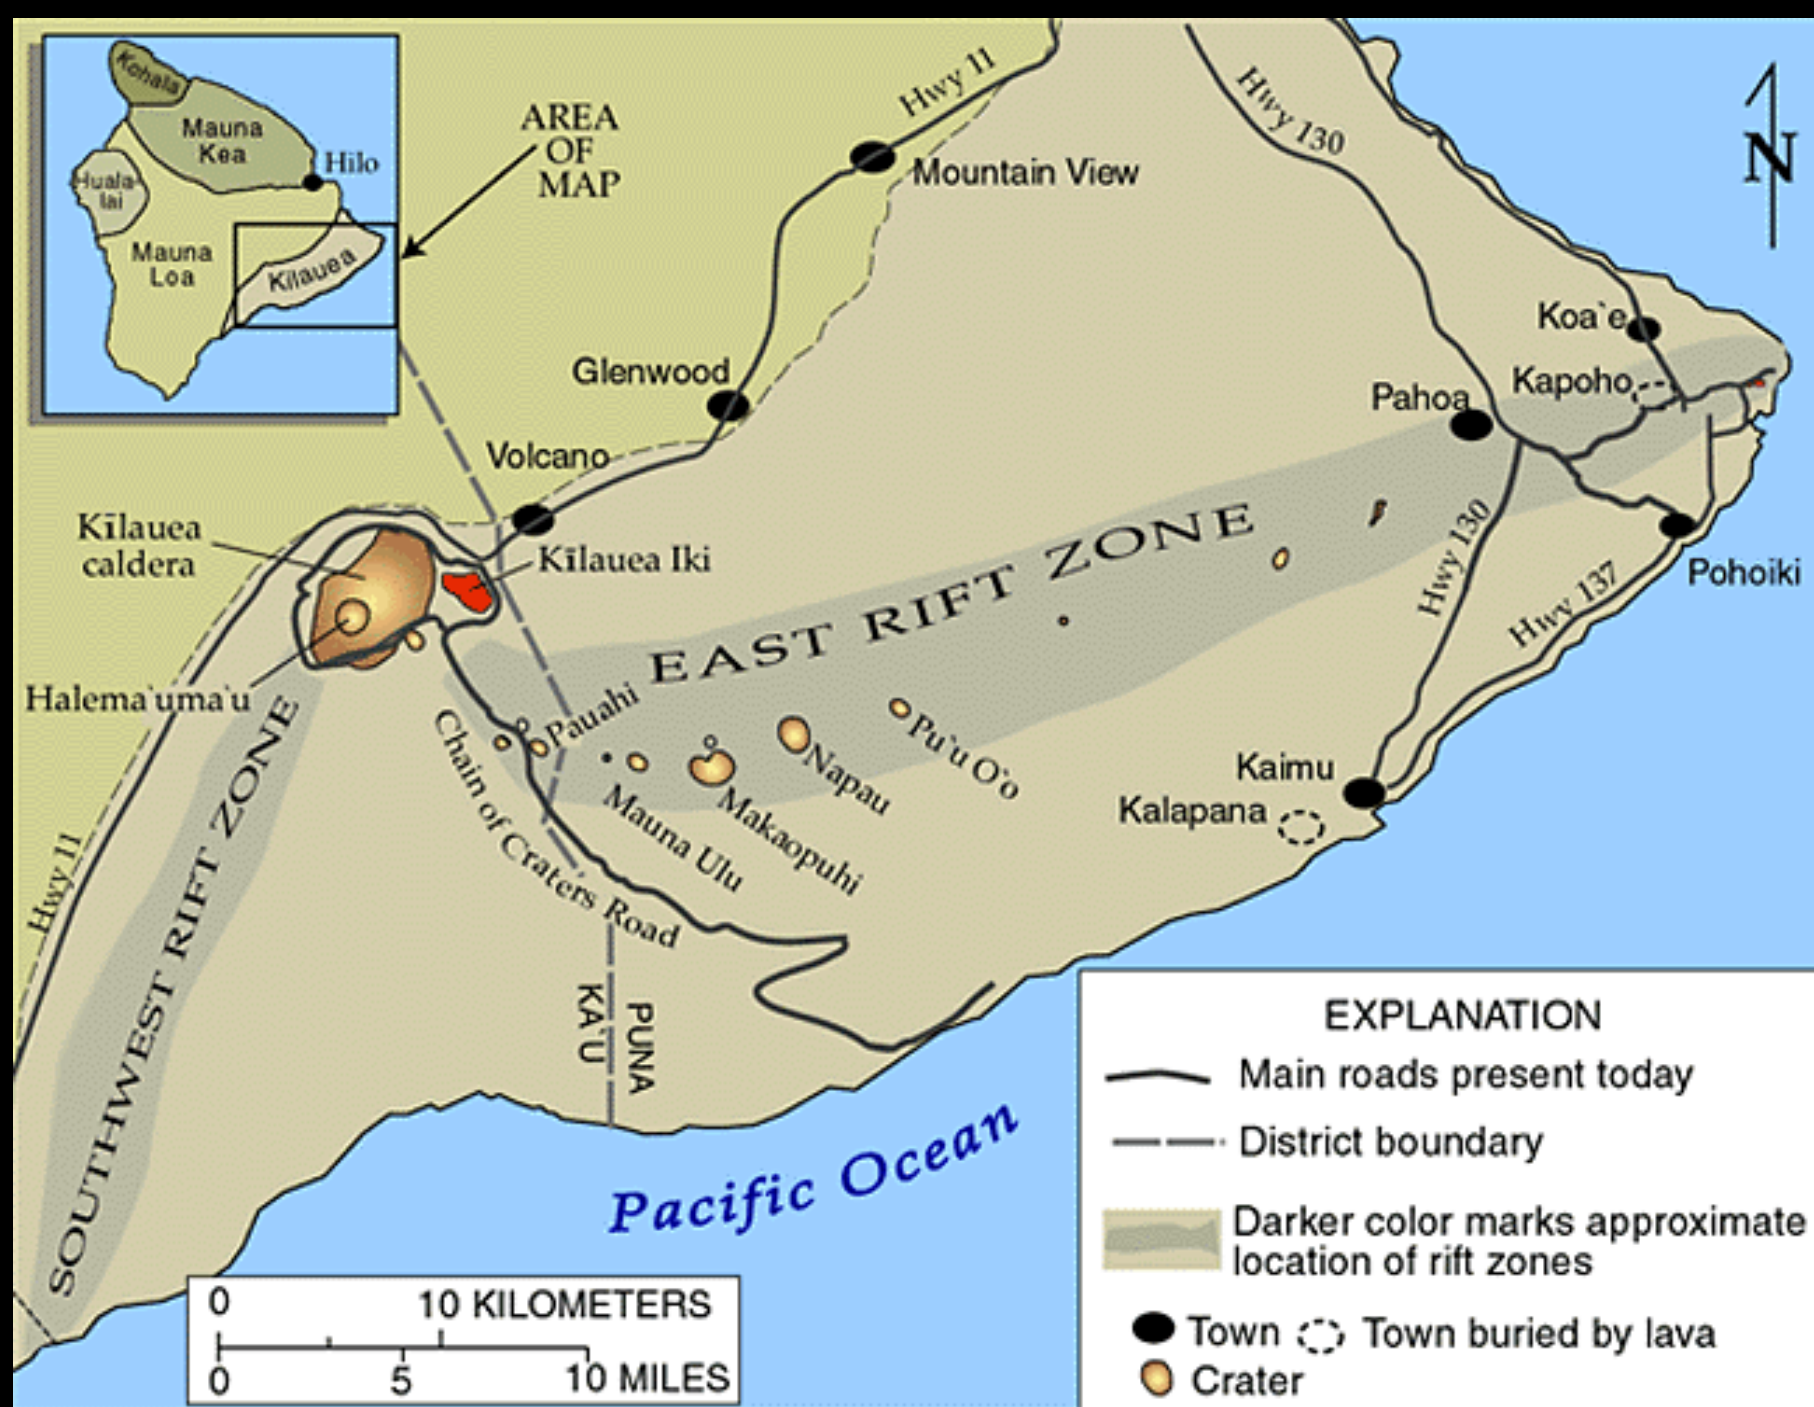 Kohala
Mauna
Kea
Hilo
Huala-
lai
Mauna
Loa
Kilauea
AREA
OF
MAP
Hwy 11
Mountain View
Hwy 130
N
Glenwood
Koa`e
Kapoho
Pahoa
Volcano
Kīlauea
caldera
Kīlauea Iki
EAST RIFT ZONE
Hwy 130
Pohoiki
Hwy 137
Halema`uma`u
Pauahi
Pu`u O`o
Napau
Makaopuhi
Mauna Ulu
Chain of Craters Road
Kaimu
Kalapana
Hwy 11
SOUTHWEST RIFT ZONE
KA`U
PUNA
Pacific Ocean
0 10 KILOMETERS
0 5 10 MILES
EXPLANATION
Main roads present today
District boundary
Darker color marks approximate
location of rift zones
Town Town buried by lava
Crater